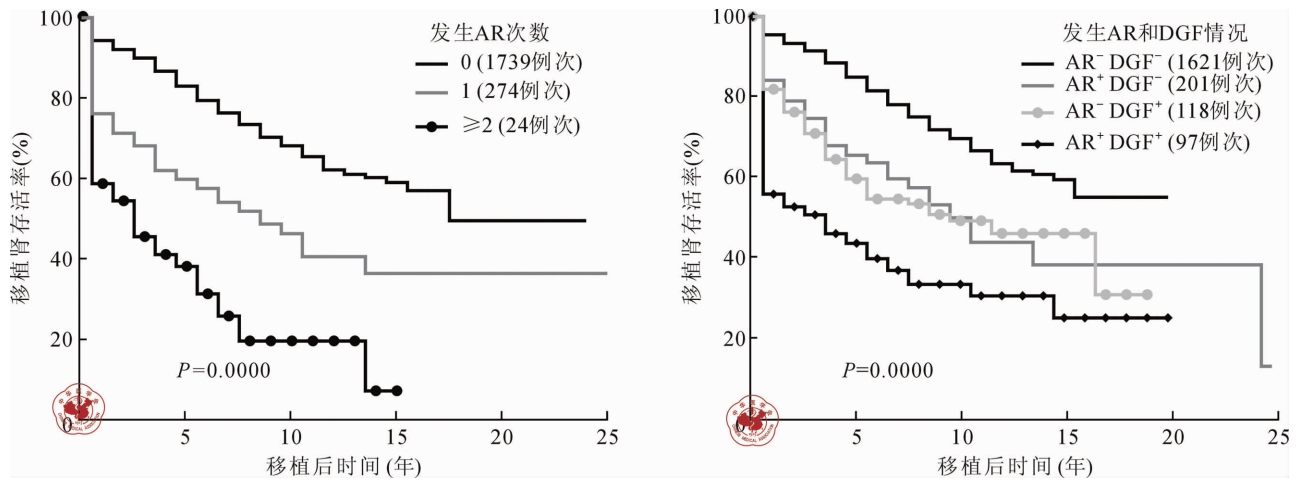 发生AR次数
0 (1739例次)
1 (274例次)
≥2 (24例次)
移植肾存活率(%)
100
80
60
40
20
0
P=0.0000
5
10
15
20
25
移植后时间 (年)
发生AR和DGF情况
AR⁻ DGF⁻ (1621例次)
AR⁺ DGF⁻ (201例次)
AR⁻ DGF⁺ (118例次)
AR⁺ DGF⁺ (97例次)
移植肾存活率(%)
100
80
60
40
20
0
P=0.0000
5
10
15
20
25
移植后时间 (年)